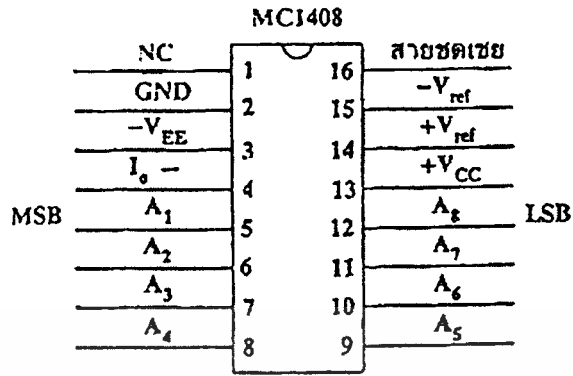 MC1408
NC 1 16 สายชดเชย
GND 2 15 −V_ref
−V_EE 3 14 +V_ref
I_o − 4 13 +V_CC
MSB A_1 5 12 A_8 LSB
A_2 6 11 A_7
A_3 7 10 A_6
A_4 8 9 A_5